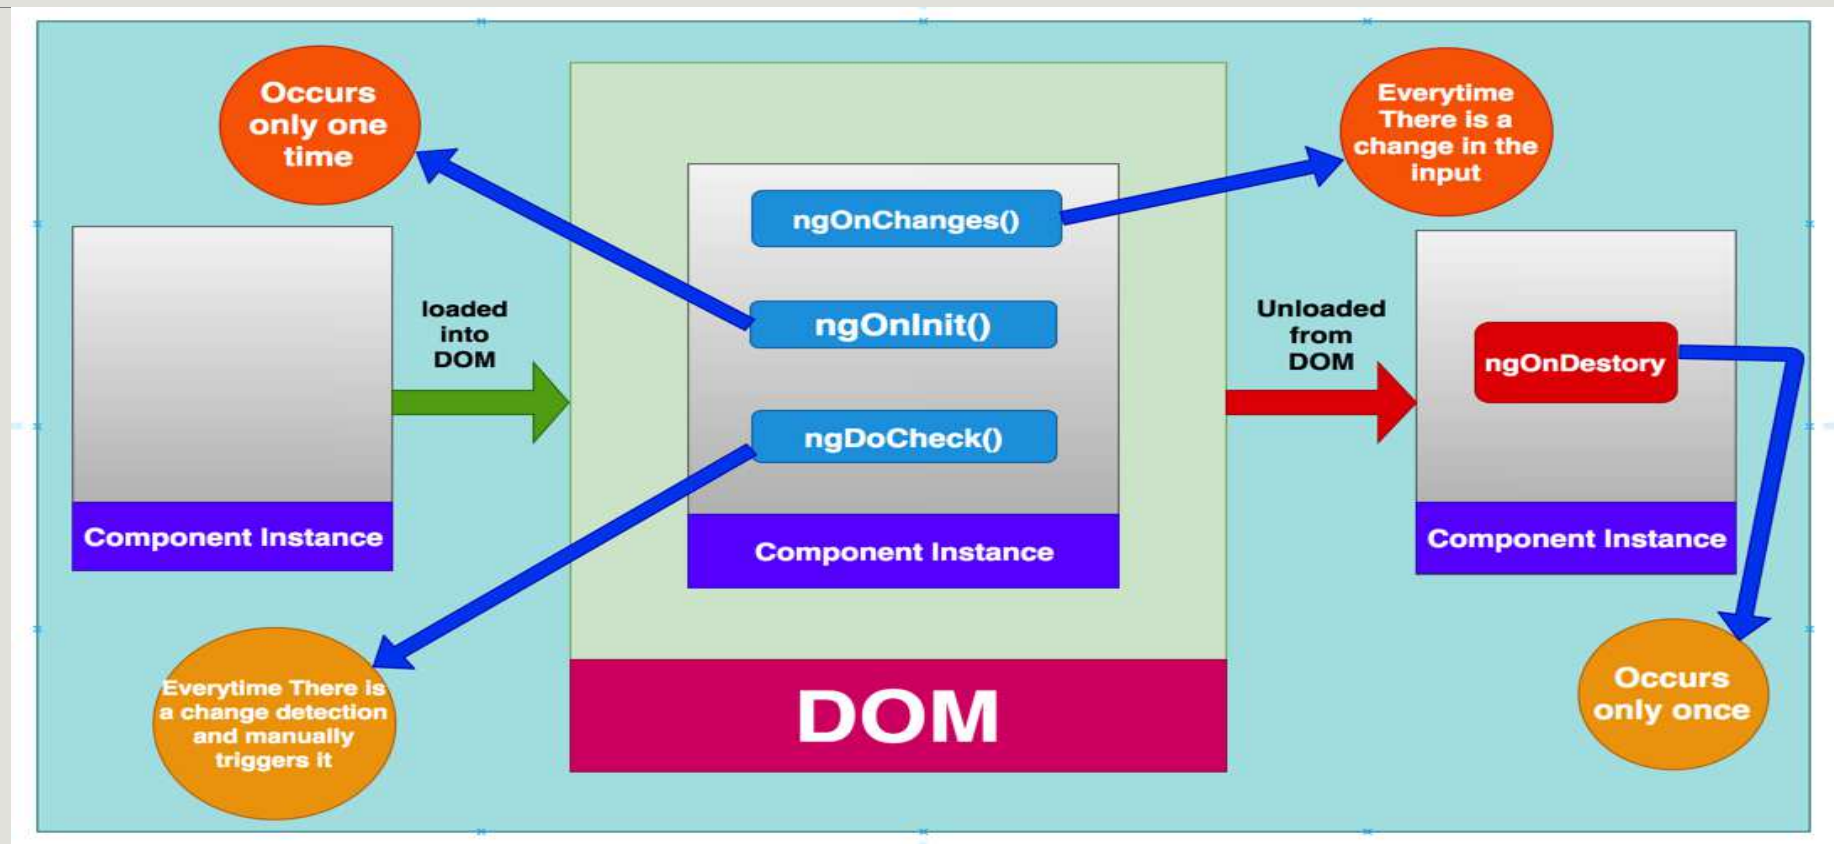 Occurs
only one
time
Everytime
There is a
change in the
input
ngOnChanges()
loaded
into
DOM
ngOnInit()
Unloaded
from
DOM
ngOnDestory
ngDoCheck()
Component Instance
Component Instance
Component Instance
Everytime There is
a change detection
and manually
triggers it
DOM
Occurs
only once